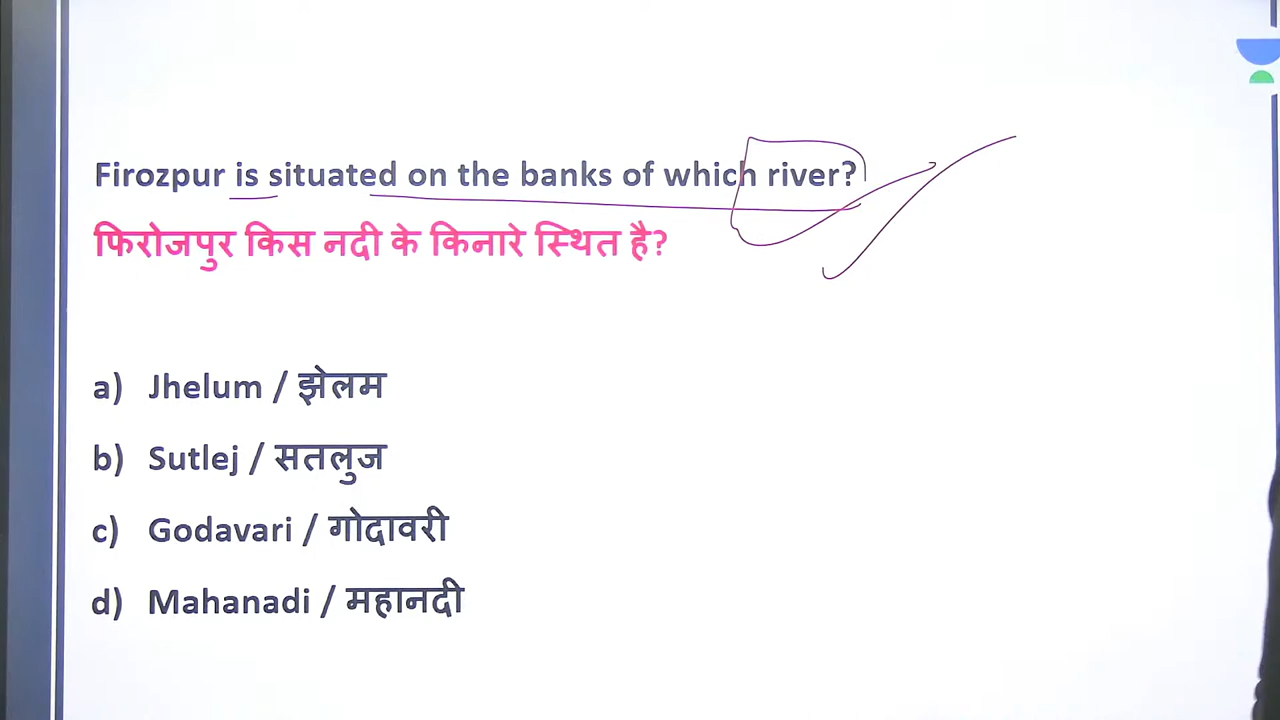 Firozpur is situated on the banks of which river?
फिरोजपुर किस नदी के किनारे स्थित है?
a) Jhelum / झेलम
b) Sutlej / सतलुज
c) Godavari / गोदावरी
d) Mahanadi / महानदी